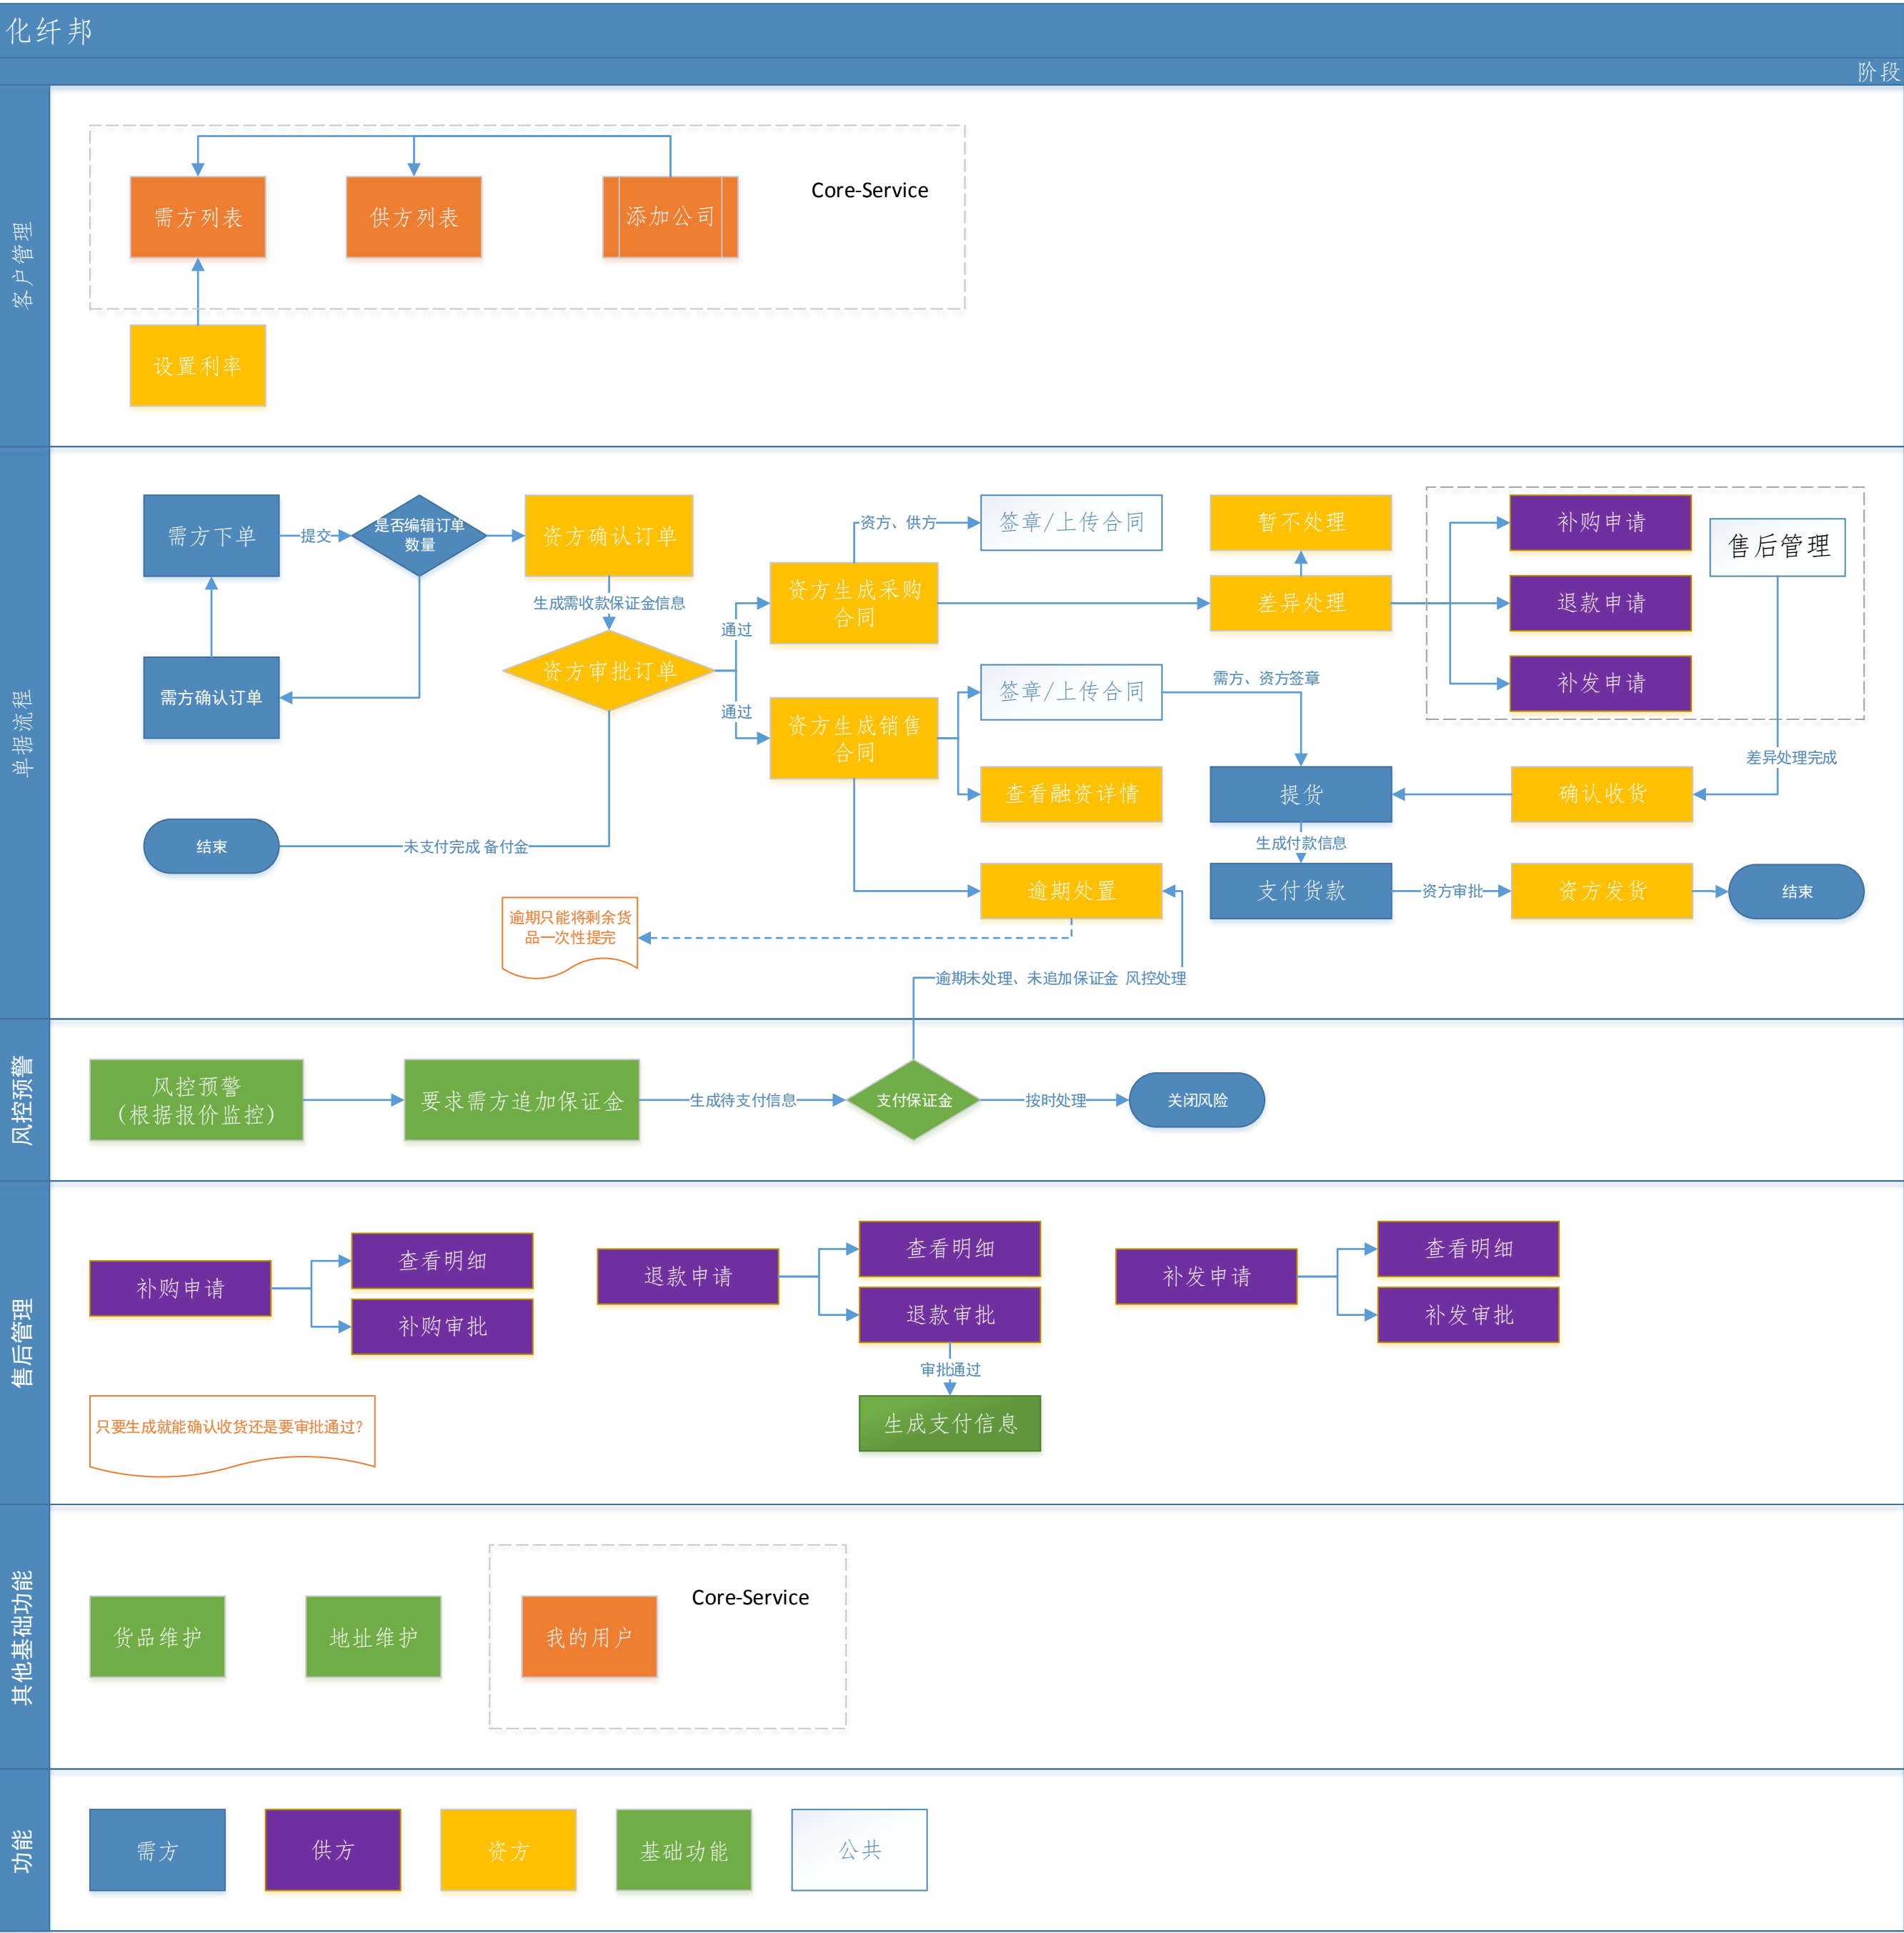 化纤邦
阶段
客户管理
需方列表
供方列表
添加公司
Core-Service
设置利率
单据流程
需方下单
提交
是否编辑订单
数量
资方确认订单
生成需收款保证金信息
需方确认订单
资方审批订单
通过
通过
资方生成采购
合同
资方、供方
签章/上传合同
暂不处理
差异处理
补购申请
退款申请
补发申请
售后管理
资方生成销售
合同
签章/上传合同
需方、资方签章
查看融资详情
提货
确认收货
差异处理完成
结束
未支付完成 备付金
生成付款信息
逾期处置
支付货款
资方审批
资方发货
结束
逾期只能将剩余货
品一次性提完
逾期未处理、未追加保证金 风控处理
风控预警
风控预警
（根据报价监控）
要求需方追加保证金
生成待支付信息
支付保证金
按时处理
关闭风险
售后管理
补购申请
查看明细
补购审批
退款申请
查看明细
退款审批
审批通过
生成支付信息
补发申请
查看明细
补发审批
只要生成就能确认收货还是要审批通过？
其他基础功能
货品维护
地址维护
我的用户
Core-Service
功能
需方
供方
资方
基础功能
公共